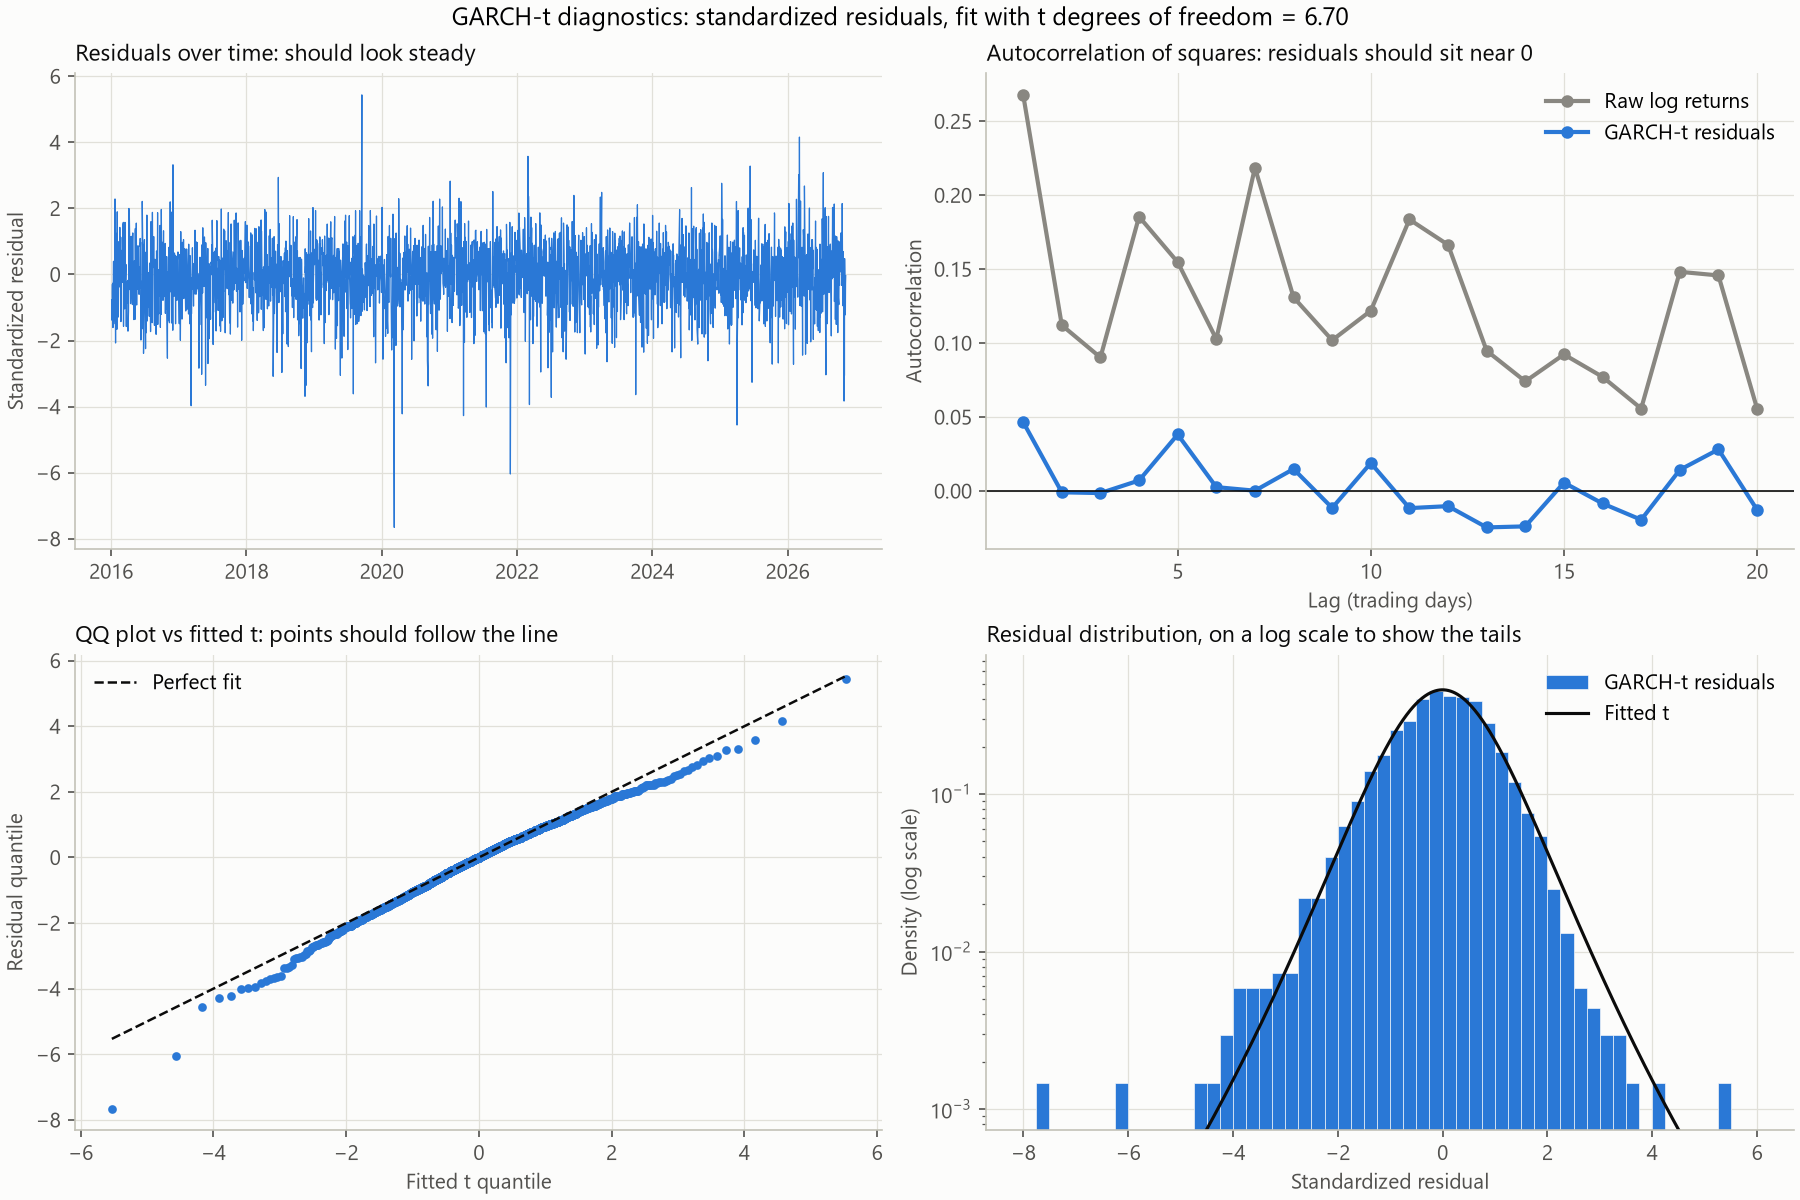 GARCH-t diagnostics: standardized residuals, fit with t degrees of freedom = 6.70
Residuals over time: should look steady
6
4
2
0
−2
−4
−6
−8
Standardized residual
2016
2018
2020
2022
2024
2026
Autocorrelation of squares: residuals should sit near 0
Raw log returns
GARCH-t residuals
0.25
0.20
0.15
0.10
0.05
0.00
Autocorrelation
5
10
15
20
Lag (trading days)
QQ plot vs fitted t: points should follow the line
Perfect fit
6
4
2
0
−2
−4
−6
−8
Residual quantile
−6
−4
−2
0
2
4
6
Fitted t quantile
Residual distribution, on a log scale to show the tails
GARCH-t residuals
Fitted t
10⁻¹
10⁻²
10⁻³
Density (log scale)
−8
−6
−4
−2
0
2
4
6
Standardized residual